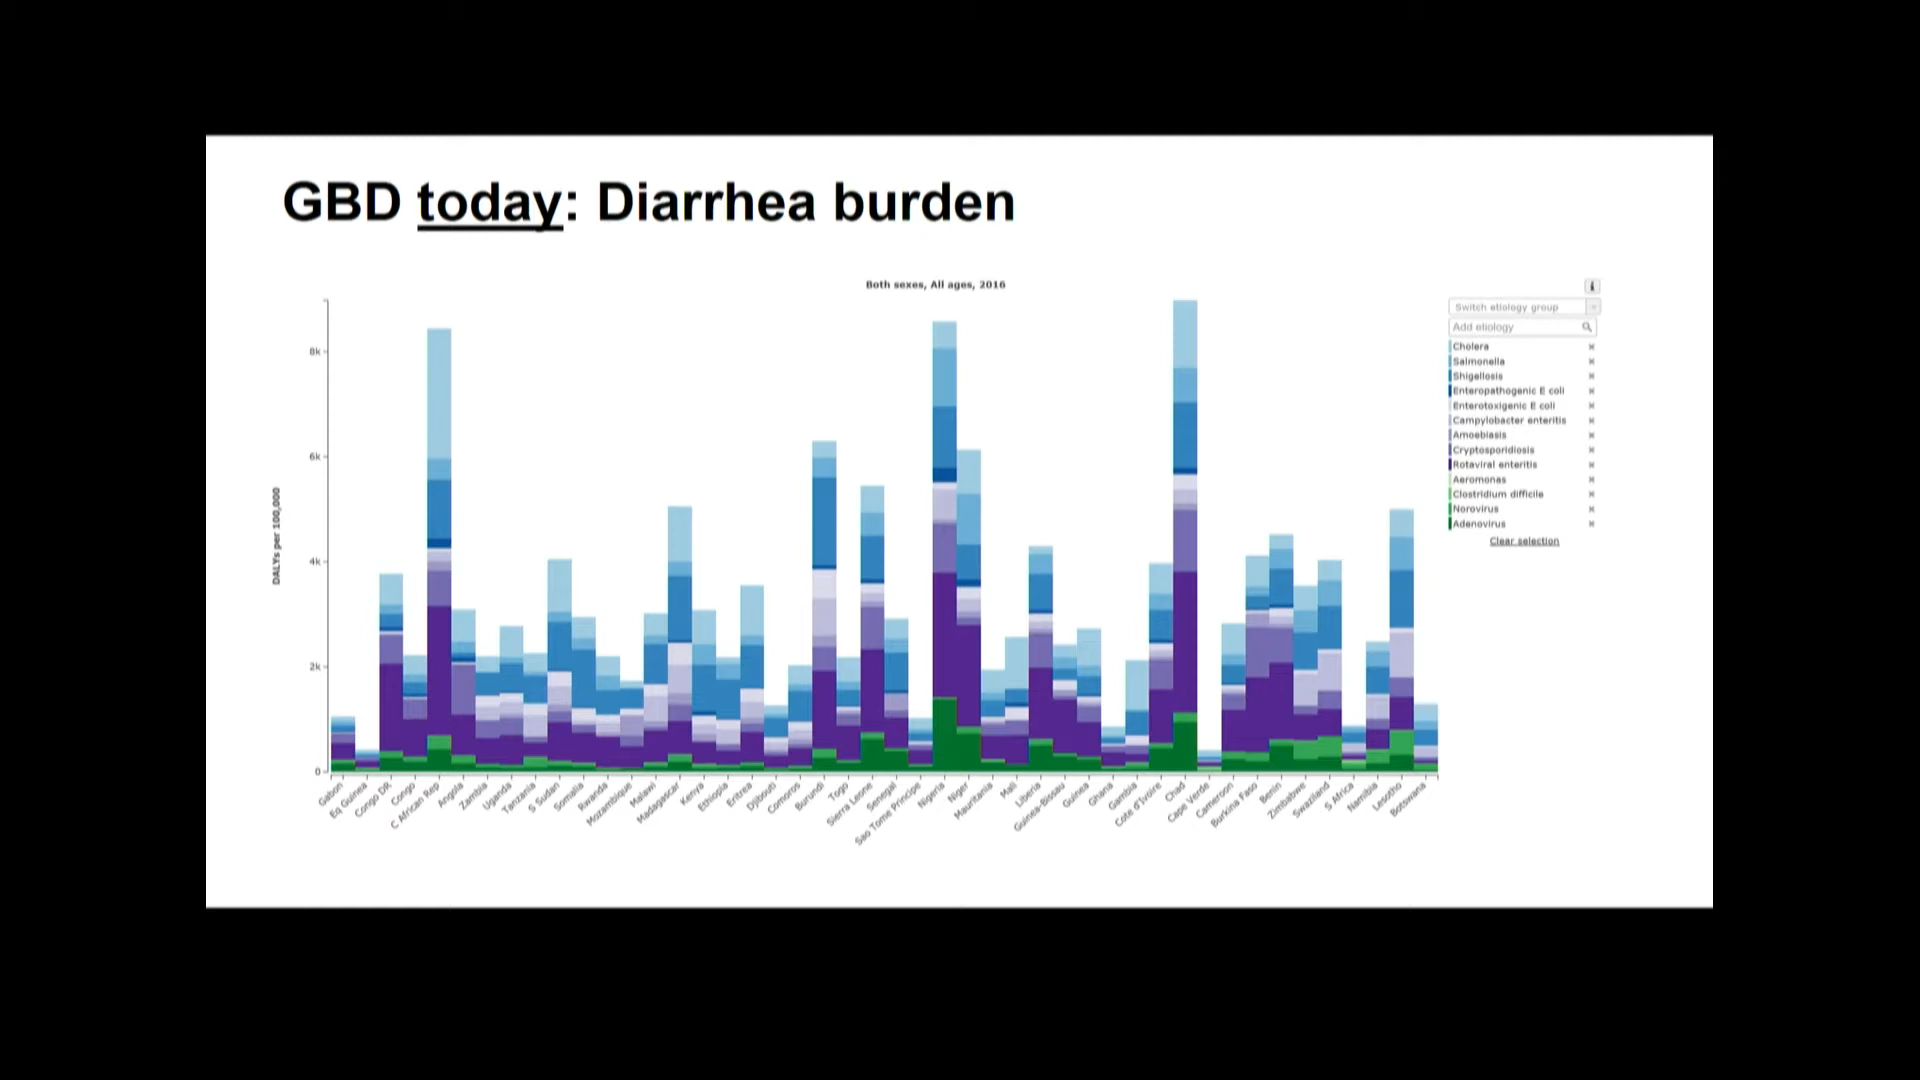 GBD today: Diarrhea burden
Both sexes, All ages, 2016
i
Switch etiology group
Add etiology
Cholera
Salmonella
Shigellosis
Enteropathogenic E coli
Enterotoxigenic E coli
Campylobacter enteritis
Amoebiasis
Cryptosporidiosis
Rotaviral enteritis
Aeromonas
Clostridium difficile
Norovirus
Adenovirus
Clear selection
DALYs per 100,000
8k
6k
4k
2k
0
Gabon
Eq Guinea
Congo DR
Congo
C African Rep
Angola
Zambia
Uganda
Tanzania
S Sudan
Somalia
Rwanda
Mozambique
Malawi
Madagascar
Kenya
Ethiopia
Eritrea
Djibouti
Comoros
Burundi
Togo
Sierra Leone
Senegal
Sao Tome Principe
Nigeria
Niger
Mauritania
Mali
Liberia
Guinea-Bissau
Guinea
Ghana
Gambia
Cote d'Ivoire
Chad
Cape Verde
Cameroon
Burkina Faso
Benin
Zimbabwe
Swaziland
S Africa
Namibia
Lesotho
Botswana